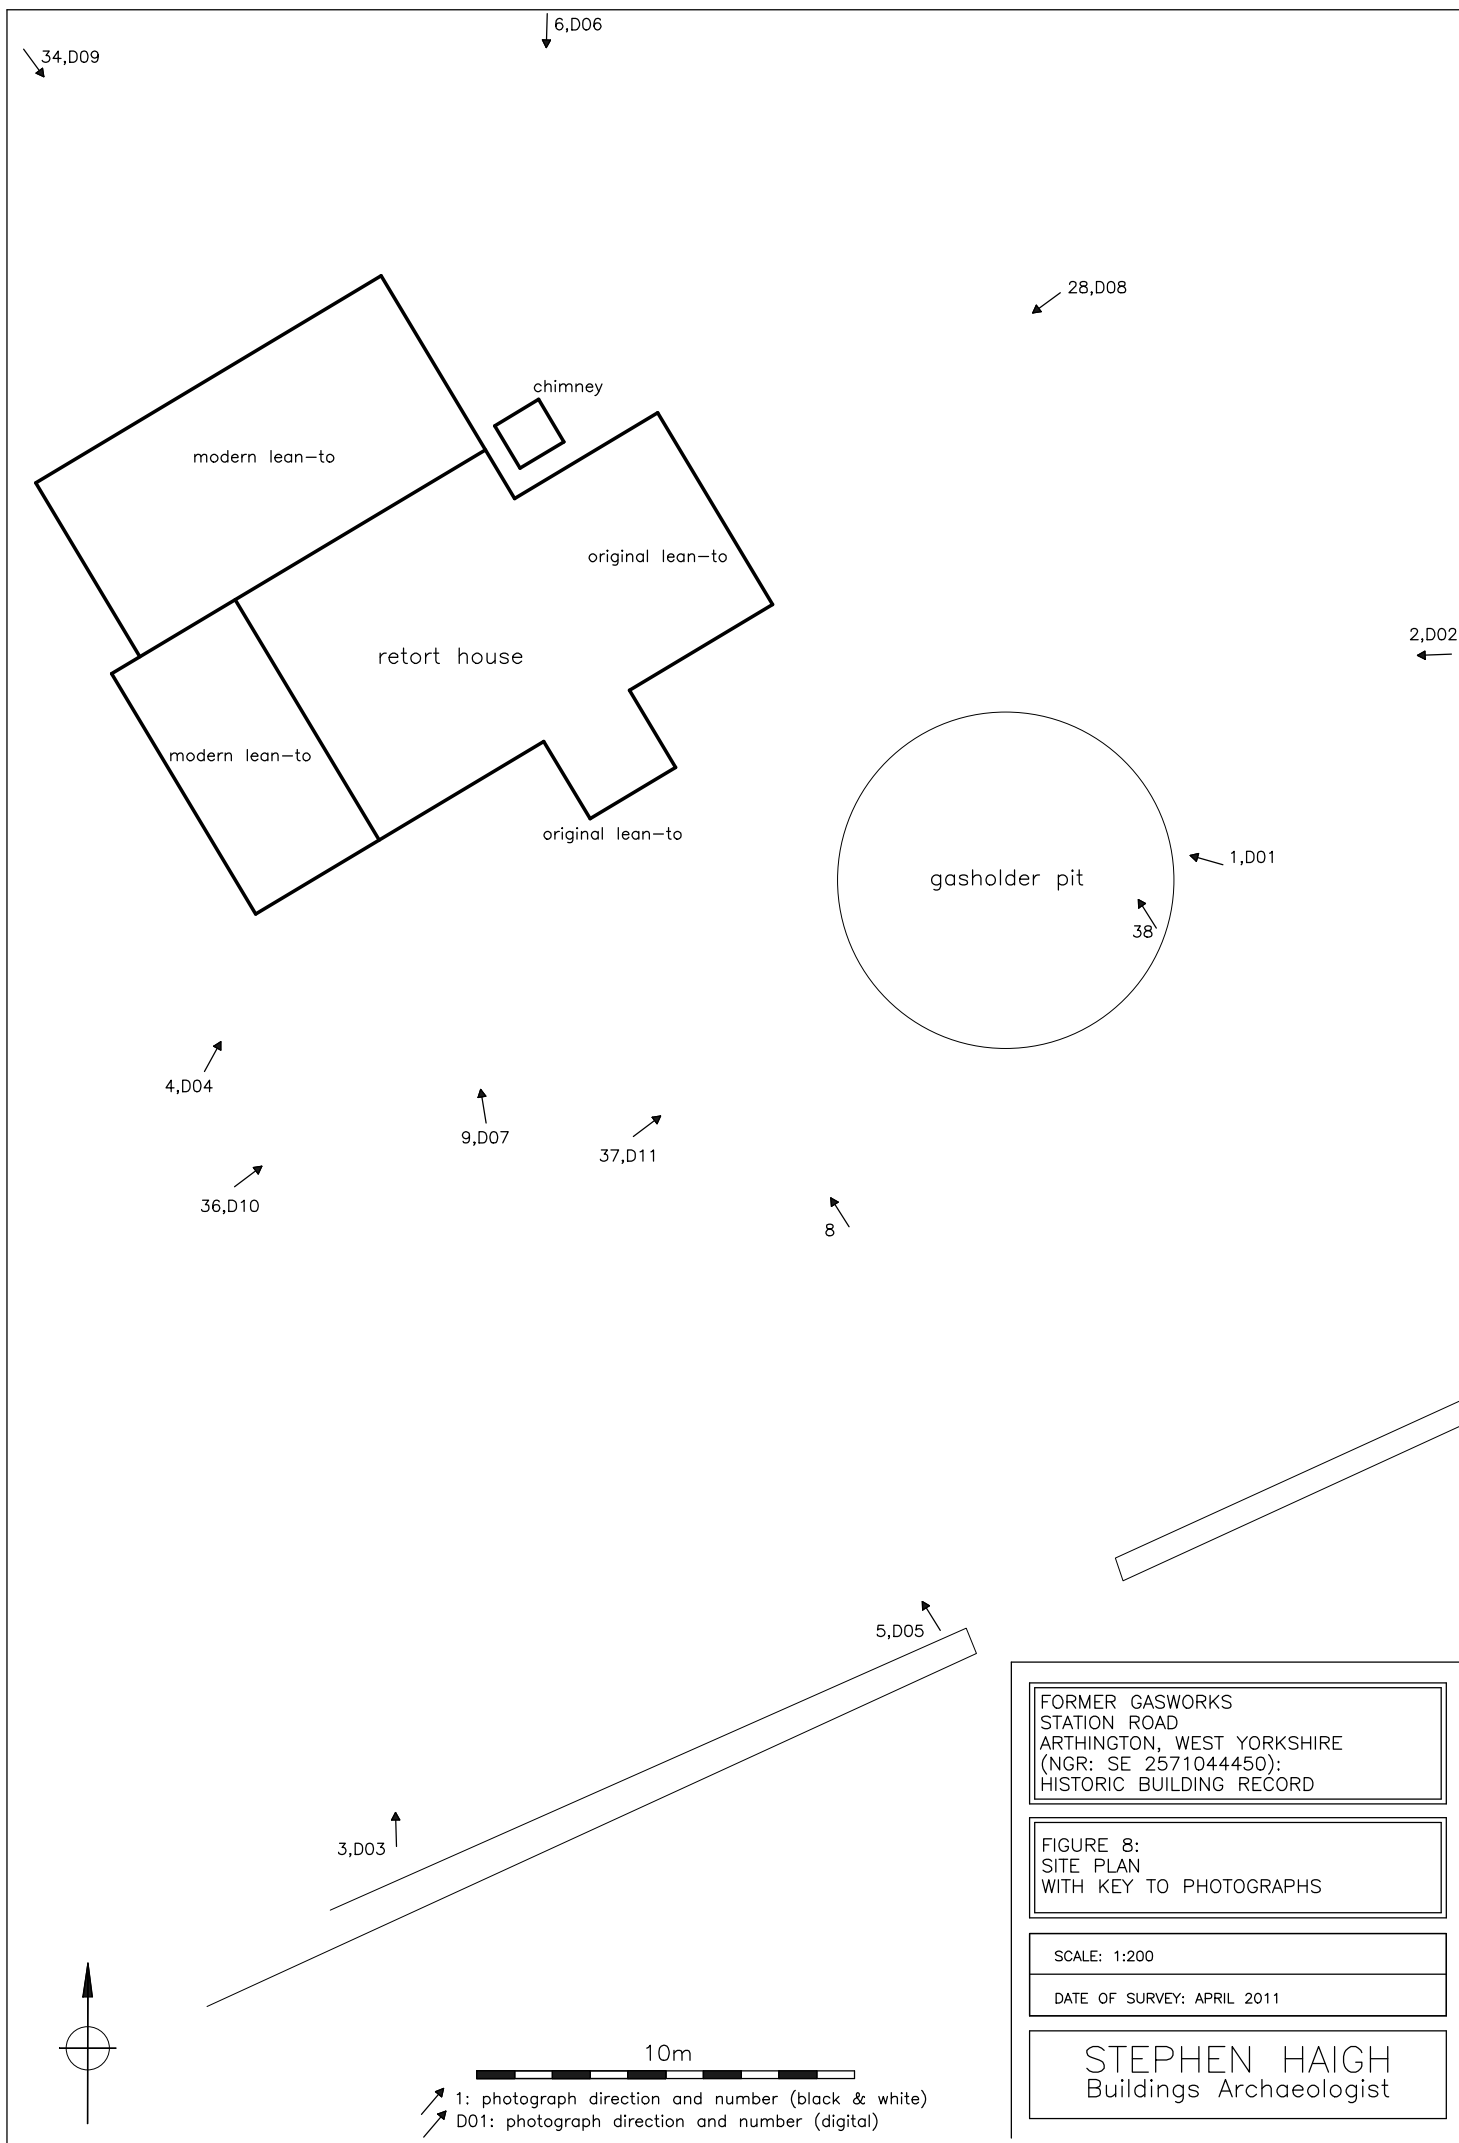 6,D06
34,D09
28,D08
chimney
modern lean-to
original lean-to
2,D02
retort house
modern lean-to
original lean-to
1,D01
gasholder pit
38
4,D04
9,D07
37,D11
36,D10
8
5,D05
3,D03
FORMER GASWORKS
STATION ROAD
ARTHINGTON, WEST YORKSHIRE
(NGR: SE 2571044450):
HISTORIC BUILDING RECORD
FIGURE 8:
SITE PLAN
WITH KEY TO PHOTOGRAPHS
SCALE: 1:200
DATE OF SURVEY: APRIL 2011
STEPHEN HAIGH
Buildings Archaeologist
10m
1: photograph direction and number (black & white)
D01: photograph direction and number (digital)